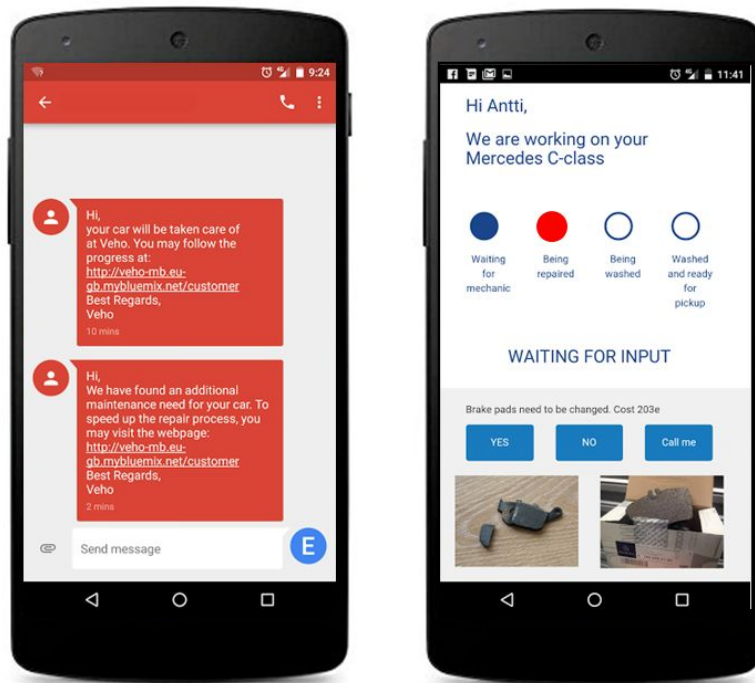 9:24
Hi,
your car will be taken care of
at Veho. You may follow the
progress at:
http://veho-mb.eu-
gb.mybluemix.net/customer
Best Regards,
Veho
10 mins
Hi,
We have found an additional
maintenance need for your car. To
speed up the repair process, you
may visit the webpage:
http://veho-mb.eu-
gb.mybluemix.net/customer
Best Regards,
Veho
2 mins
Send message
E
11:41
Hi Antti,
We are working on your
Mercedes C-class
Waiting
for
mechanic
Being
repaired
Being
washed
Washed
and ready
for
pickup
WAITING FOR INPUT
Brake pads need to be changed. Cost 203e
YES
NO
Call me